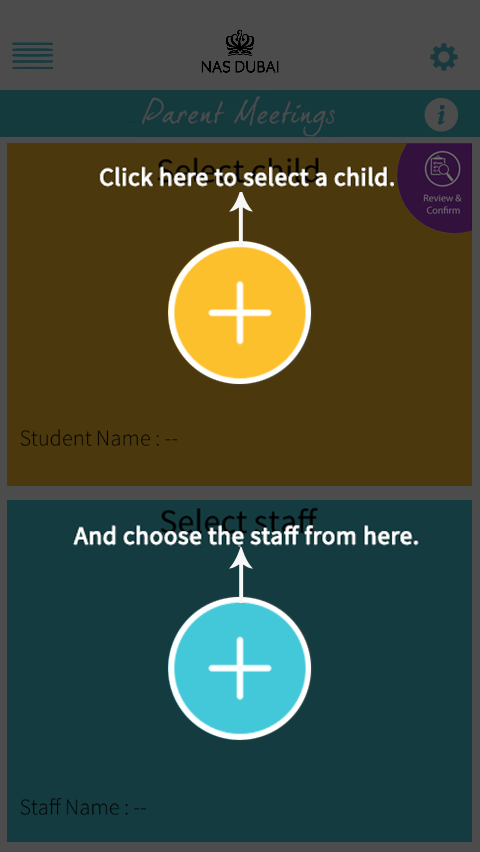 NAS DUBAI
Parent Meetings
i
Select child
Click here to select a child.
Review &
Confirm
Student Name : --
Select staff
And choose the staff from here.
Staff Name : --